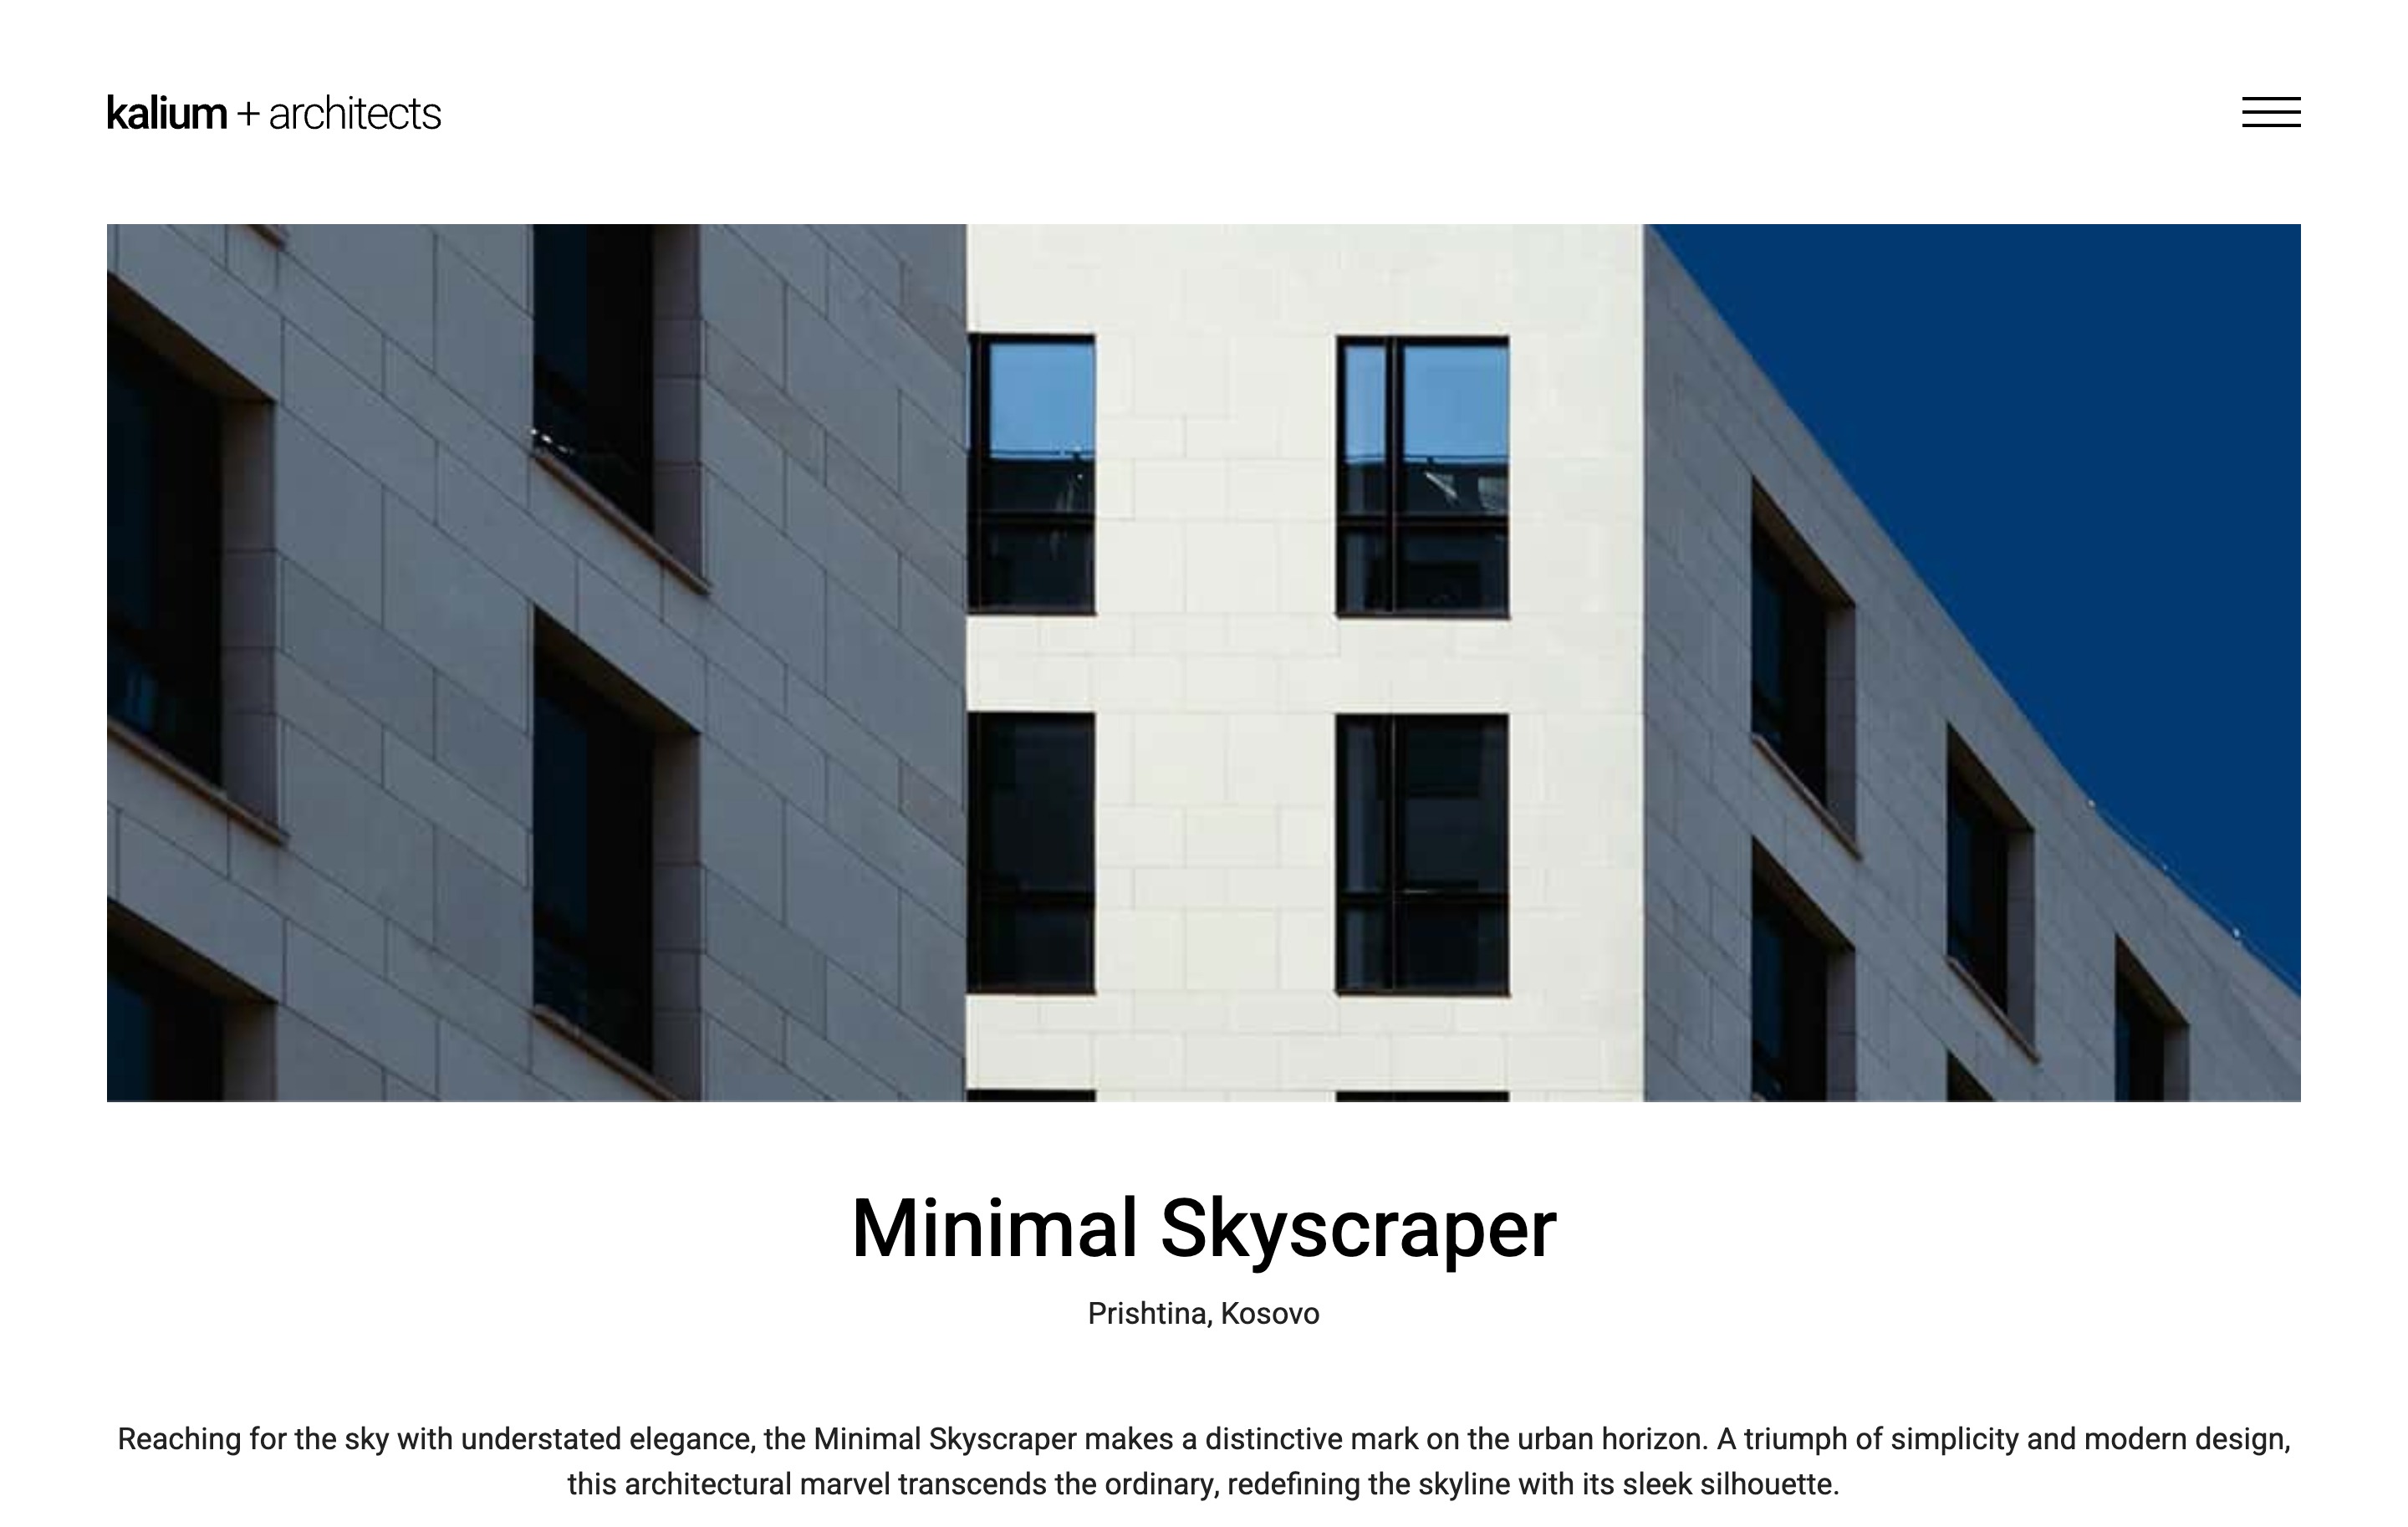 kalium + architects
Minimal Skyscraper
Prishtina, Kosovo
Reaching for the sky with understated elegance, the Minimal Skyscraper makes a distinctive mark on the urban horizon. A triumph of simplicity and modern design,
this architectural marvel transcends the ordinary, redefining the skyline with its sleek silhouette.